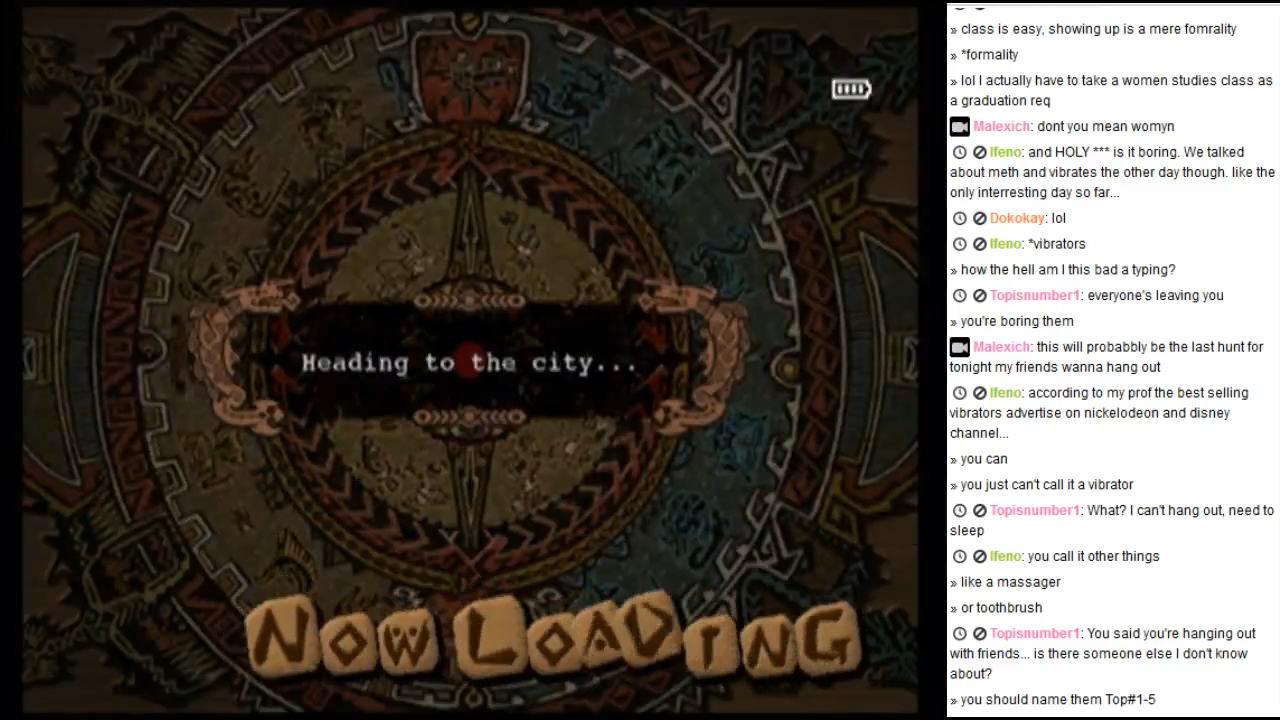 Heading to the city...
NOW LOADING
» class is easy, showing up is a mere fomrality
» *formality
» lol I actually have to take a women studies class as
a graduation req
Malexich: dont you mean womyn
Ifeno: and HOLY *** is it boring. We talked
about meth and vibrates the other day though. like the
only interresting day so far...
Dokokay: lol
Ifeno: *vibrators
» how the hell am I this bad a typing?
Topisnumber1: everyone's leaving you
» you're boring them
Malexich: this will probabbly be the last hunt for
tonight my friends wanna hang out
Ifeno: according to my prof the best selling
vibrators advertise on nickelodeon and disney
channel...
» you can
» you just can't call it a vibrator
Topisnumber1: What? I can't hang out, need to
sleep
Ifeno: you call it other things
» like a massager
» or toothbrush
Topisnumber1: You said you're hanging out
with friends... is there someone else I don't know
about?
» you should name them Top#1-5